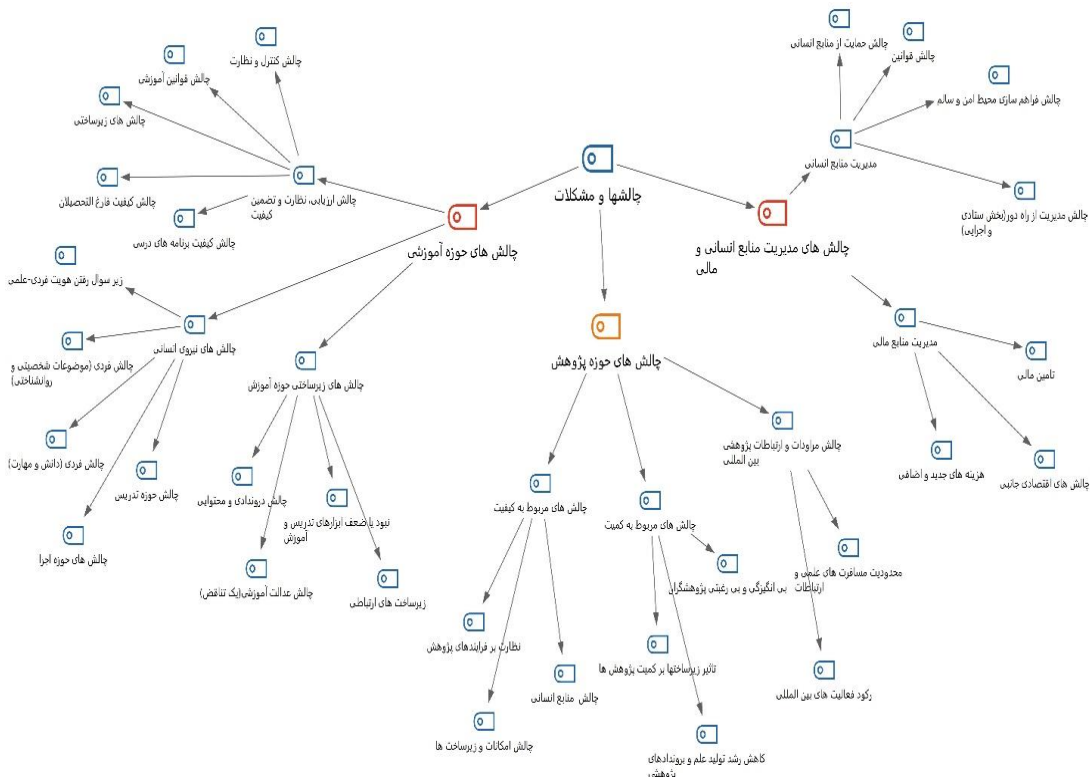 چالش حمایت از منابع انسانی
چالش قوانین
چالش کنترل و نظارت
چالش قوانین آموزشی
چالش فراهم سازی محیط امن و سالم
چالش های زیرساختی
مدیریت منابع انسانی
چالشها و مشکلات
چالش ارزیابی، نظارت و تضمین
کیفیت
چالش کیفیت فارغ التحصیلان
چالش مدیریت از راه دور(بخش ستادی
و اجرایی)
چالش کیفیت برنامه های درسی
چالش های حوزه آموزشی
چالش های مدیریت منابع انسانی و
مالی
زیر سوال رفتن هویت فردی-علمی
چالش های نیروی انسانی
مدیریت منابع مالی
چالش فردی (موضوعات شخصیتی و
روانشناختی)
چالش های حوزه پژوهش
تامین مالی
چالش های زیرساختی حوزه آموزش
چالش مراودات و ارتباطات پژوهشی
بین المللی
چالش فردی (دانش و مهارت)
هزینه های جدید و اضافی
چالش های اقتصادی جانبی
چالش حوزه تدریس
چالش دروندادی و محتوایی
چالش های مربوط به کیفیت
نبود یا ضعف ابزارهای تدریس و
آموزش
چالش های مربوط به کمیت
چالش های حوزه اجرا
محدودیت مسافرت های علمی و
ارتباطات
بی انگیزگی و بی رغبتی پژوهشگران
چالش عدالت آموزشی(یک تناقض)
زیرساخت های ارتباطی
نظارت بر فرایندهای پژوهش
تاثیر زیرساختها بر کمیت پژوهش ها
چالش منابع انسانی
رکود فعالیت های بین المللی
چالش امکانات و زیرساخت ها
کاهش رشد تولید علم و بروندادهای
پژوهشی